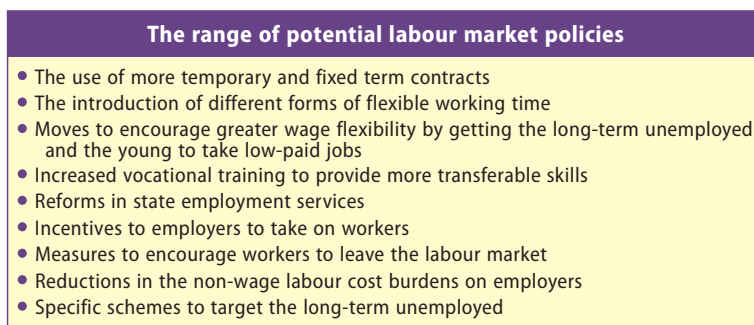 The range of potential labour market policies
• The use of more temporary and fixed term contracts
• The introduction of different forms of flexible working time
• Moves to encourage greater wage flexibility by getting the long-term unemployed
and the young to take low-paid jobs
• Increased vocational training to provide more transferable skills
• Reforms in state employment services
• Incentives to employers to take on workers
• Measures to encourage workers to leave the labour market
• Reductions in the non-wage labour cost burdens on employers
• Specific schemes to target the long-term unemployed